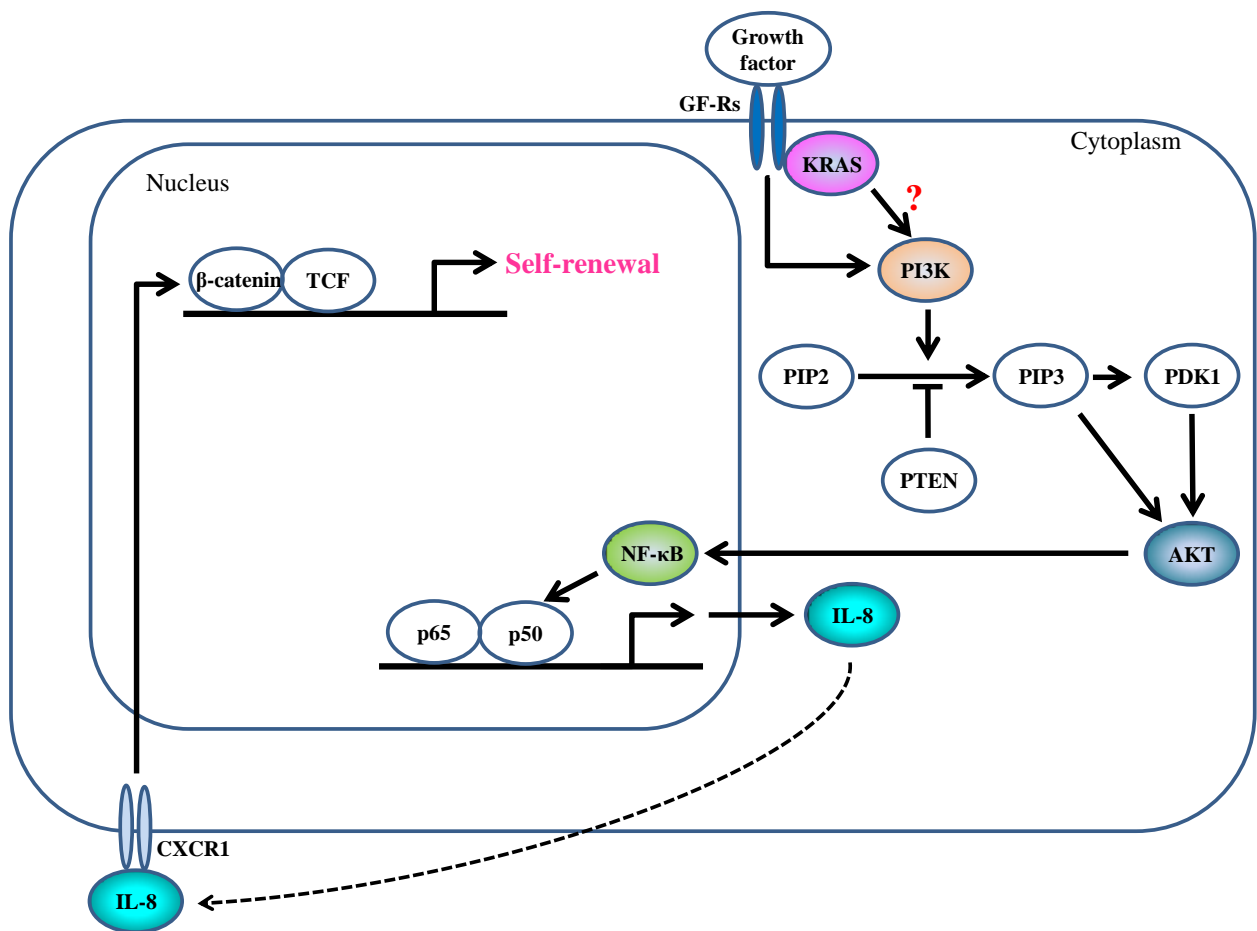 Growth
factor
GF-Rs
Cytoplasm
KRAS
Nucleus
?
β-catenin
TCF
Self-renewal
PI3K
PIP2
PIP3
PDK1
PTEN
NF-κB
AKT
p65
p50
IL-8
CXCR1
IL-8